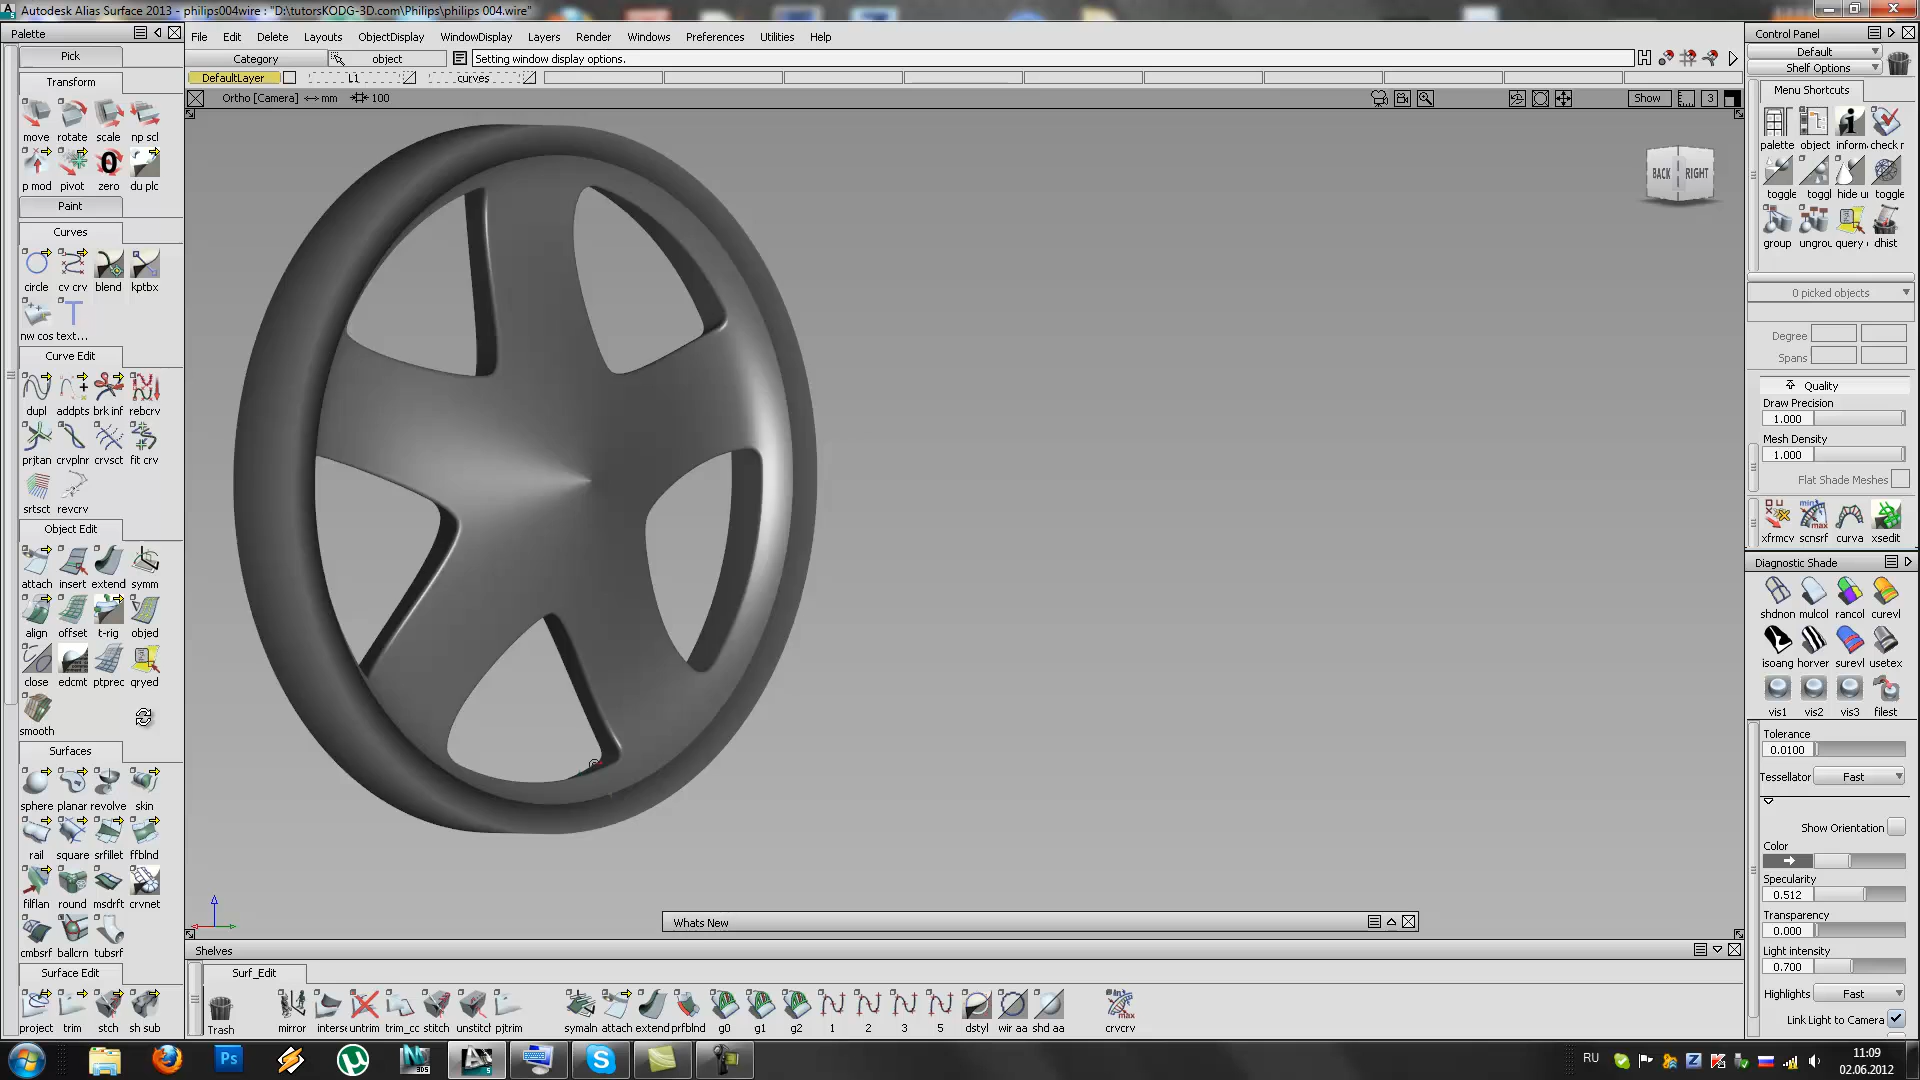 Autodesk Alias Surface 2013 - philips004wire : "D:\tutorsKODG-3D.com\Philips\philips 004.wire"
Palette
File Edit Delete Layouts ObjectDisplay WindowDisplay Layers Render Windows Preferences Utilities Help
Control Panel
Pick
Category object Setting window display options.
Default
Shelf Options
DefaultLayer L1 curves
Transform
Menu Shortcuts
Ortho [Camera] mm 100
Show 3
move rotate scale np scl
palette object inform. check r
p mod pivot zero du plc
toggle toggl hide u toggle
BACK RIGHT
Paint
Curves
group ungrou query dhist
circle cv crv blend kptbx
0 picked objects
nw cos text...
Degree
Curve Edit
Spans
Quality
dupl addpts brk inf rebcrv
Draw Precision
1.000
Mesh Density
prjtan crvplnr crvsct fit crv
1.000
Flat Shade Meshes
srtsct revcrv
Object Edit
xfrmcv scnsrf curva xsedit
Diagnostic Shade
attach insert extend symm
shdnon mulcol rancol curevl
align offset t-rig objed
isoang horver surevl usetex
close edcmt ptprec qryed
vis1 vis2 vis3 filest
smooth
Tolerance
0.0100
Surfaces
Tessellator Fast
sphere planar revolve skin
Show Orientation
Color
rail square srfillet ffblnd
Specularity
0.512
filflan round msdrft crvnet
Transparency
0.000
Whats New
cmbsrf ballcrn tubsrf
Shelves
Light intensity
0.700
Surface Edit
Surf_Edit
Highlights Fast
project trim stch sh sub
Link Light to Camera
Trash mirror interse untrim trim_cc stitch unstitcl pjtrim symaln attach extend prfblnd g0 g1 g2 1 2 3 5 dstyl wir aa shd aa crvcrv
RU
11:09
02.06.2012